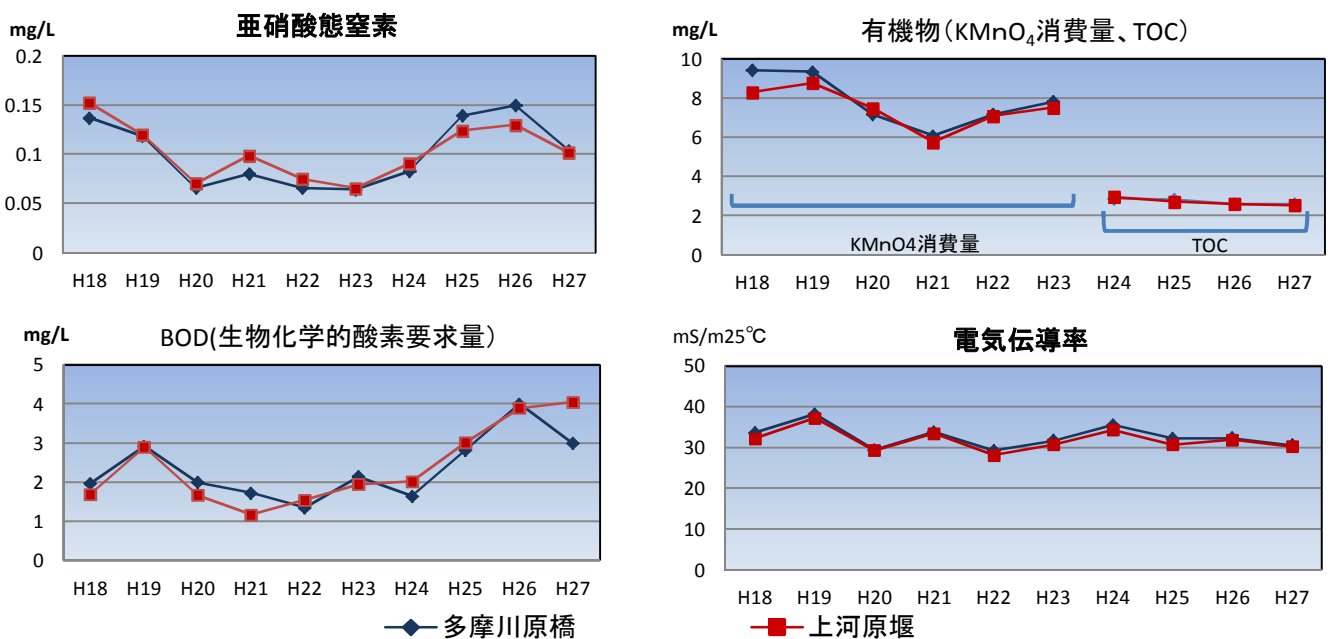 亜硝酸態窒素
mg/L
0.2
0.15
0.1
0.05
0
H18 H19 H20 H21 H22 H23 H24 H25 H26 H27
有機物(KMnO₄消費量、TOC)
mg/L
10
8
6
4
2
0
KMnO4消費量 TOC
H18 H19 H20 H21 H22 H23 H24 H25 H26 H27
BOD(生物化学的酸素要求量)
mg/L
5
4
3
2
1
0
H18 H19 H20 H21 H22 H23 H24 H25 H26 H27
電気伝導率
mS/m25℃
50
40
30
20
10
0
H18 H19 H20 H21 H22 H23 H24 H25 H26 H27
多摩川原橋 上河原堰